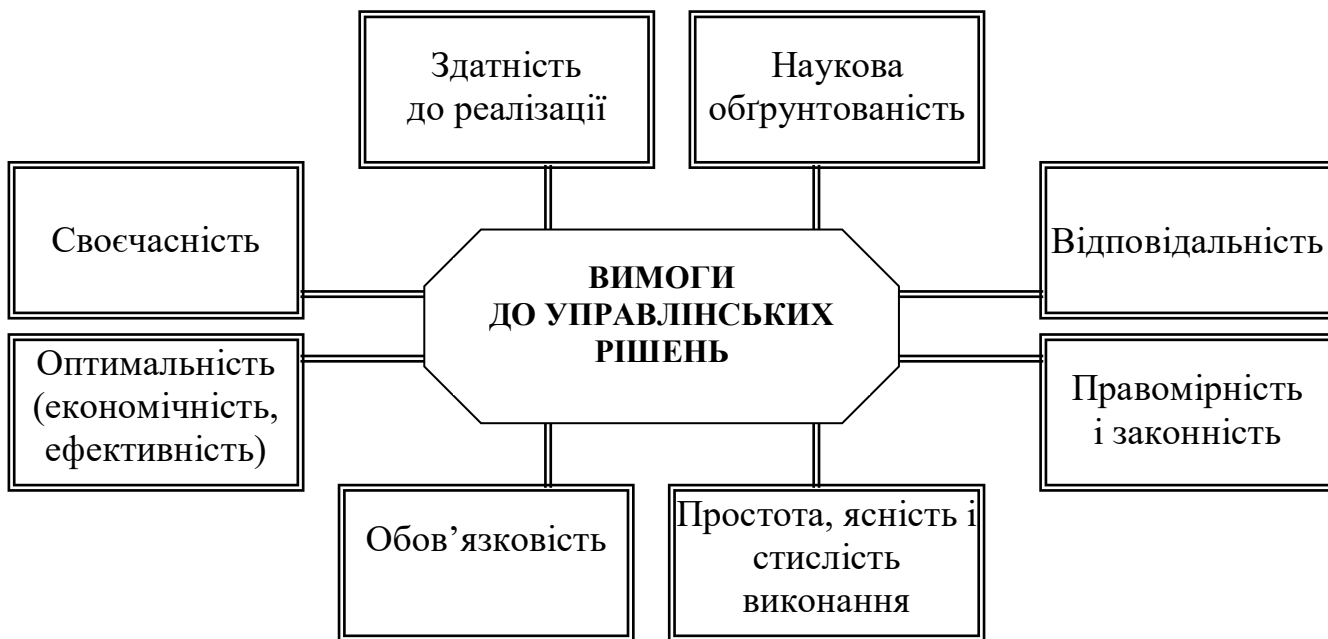 Здатність
до реалізації
Наукова
обґрунтованість
Своєчасність
Відповідальність
ВИМОГИ
ДО УПРАВЛІНСЬКИХ
РІШЕНЬ
Оптимальність
(економічність,
ефективність)
Правомірність
і законність
Обов’язковість
Простота, ясність і
стислість
виконання